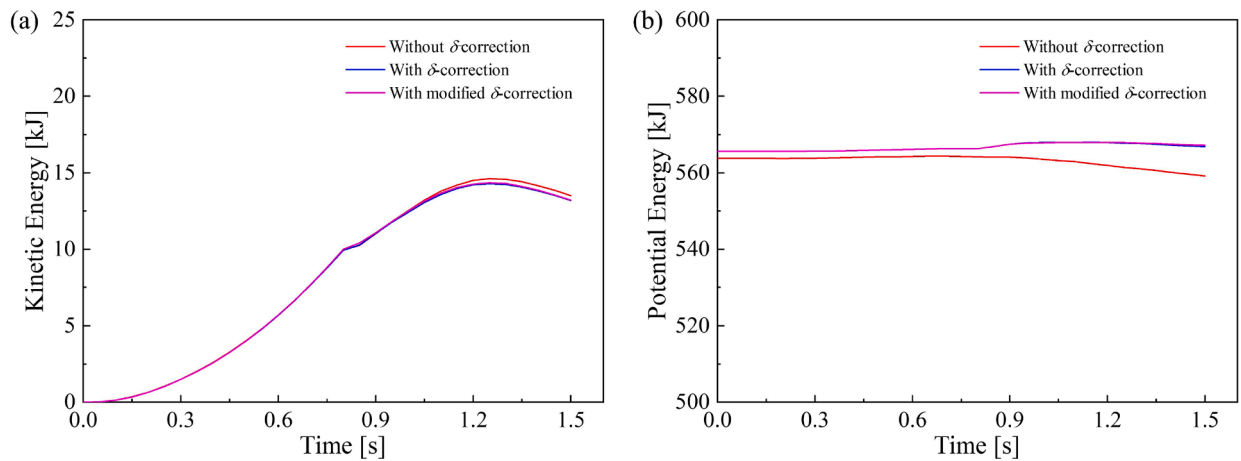 (a)
Kinetic Energy [kJ]
25
20
15
10
5
0
Without δ-correction
With δ-correction
With modified δ-correction
0.0 0.3 0.6 0.9 1.2 1.5
Time [s]
(b)
Potential Energy [kJ]
600
580
560
540
520
500
Without δ-correction
With δ-correction
With modified δ-correction
0.0 0.3 0.6 0.9 1.2 1.5
Time [s]